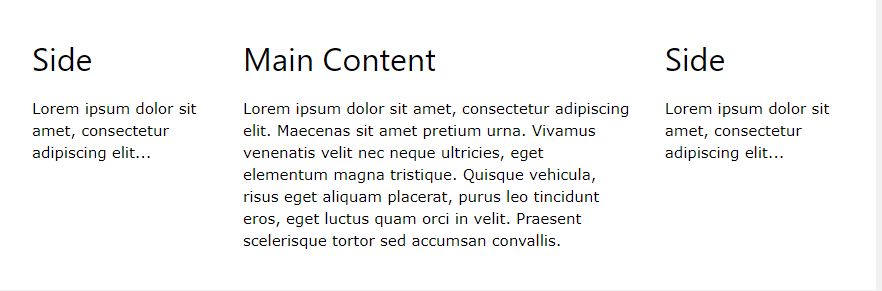 Side
Lorem ipsum dolor sit
amet, consectetur
adipiscing elit...
Main Content
Lorem ipsum dolor sit amet, consectetur adipiscing
elit. Maecenas sit amet pretium urna. Vivamus
venenatis velit nec neque ultricies, eget
elementum magna tristique. Quisque vehicula,
risus eget aliquam placerat, purus leo tincidunt
eros, eget luctus quam orci in velit. Praesent
scelerisque tortor sed accumsan convallis.
Side
Lorem ipsum dolor sit
amet, consectetur
adipiscing elit...